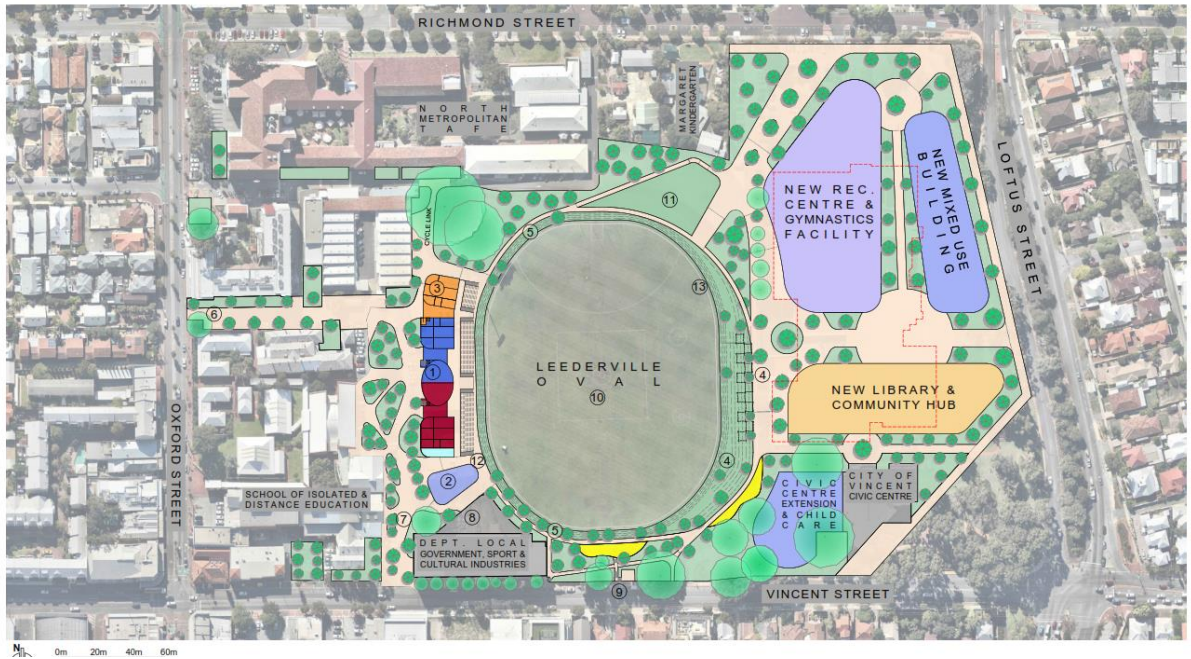 RICHMOND STREET
NORTH
METROPOLITAN
TAFE
MARGARET
KINDERGARTEN
CYCLE LINK
11
5
13
3
6
1
LEEDERVILLE
OVAL
10
4
4
12
2
7
8
5
9
NEW REC.
CENTRE &
GYMNASTICS
FACILITY
NEW MIXED USE
BUILDING
LOFTUS STREET
NEW LIBRARY &
COMMUNITY HUB
OXFORD STREET
SCHOOL OF ISOLATED &
DISTANCE EDUCATION
DEPT. LOCAL
GOVERNMENT, SPORT &
CULTURAL INDUSTRIES
CIVIC
CENTRE
EXTENSION
& CHILD
CARE
CITY OF
VINCENT
CIVIC CENTRE
VINCENT STREET
N
0m 20m 40m 60m